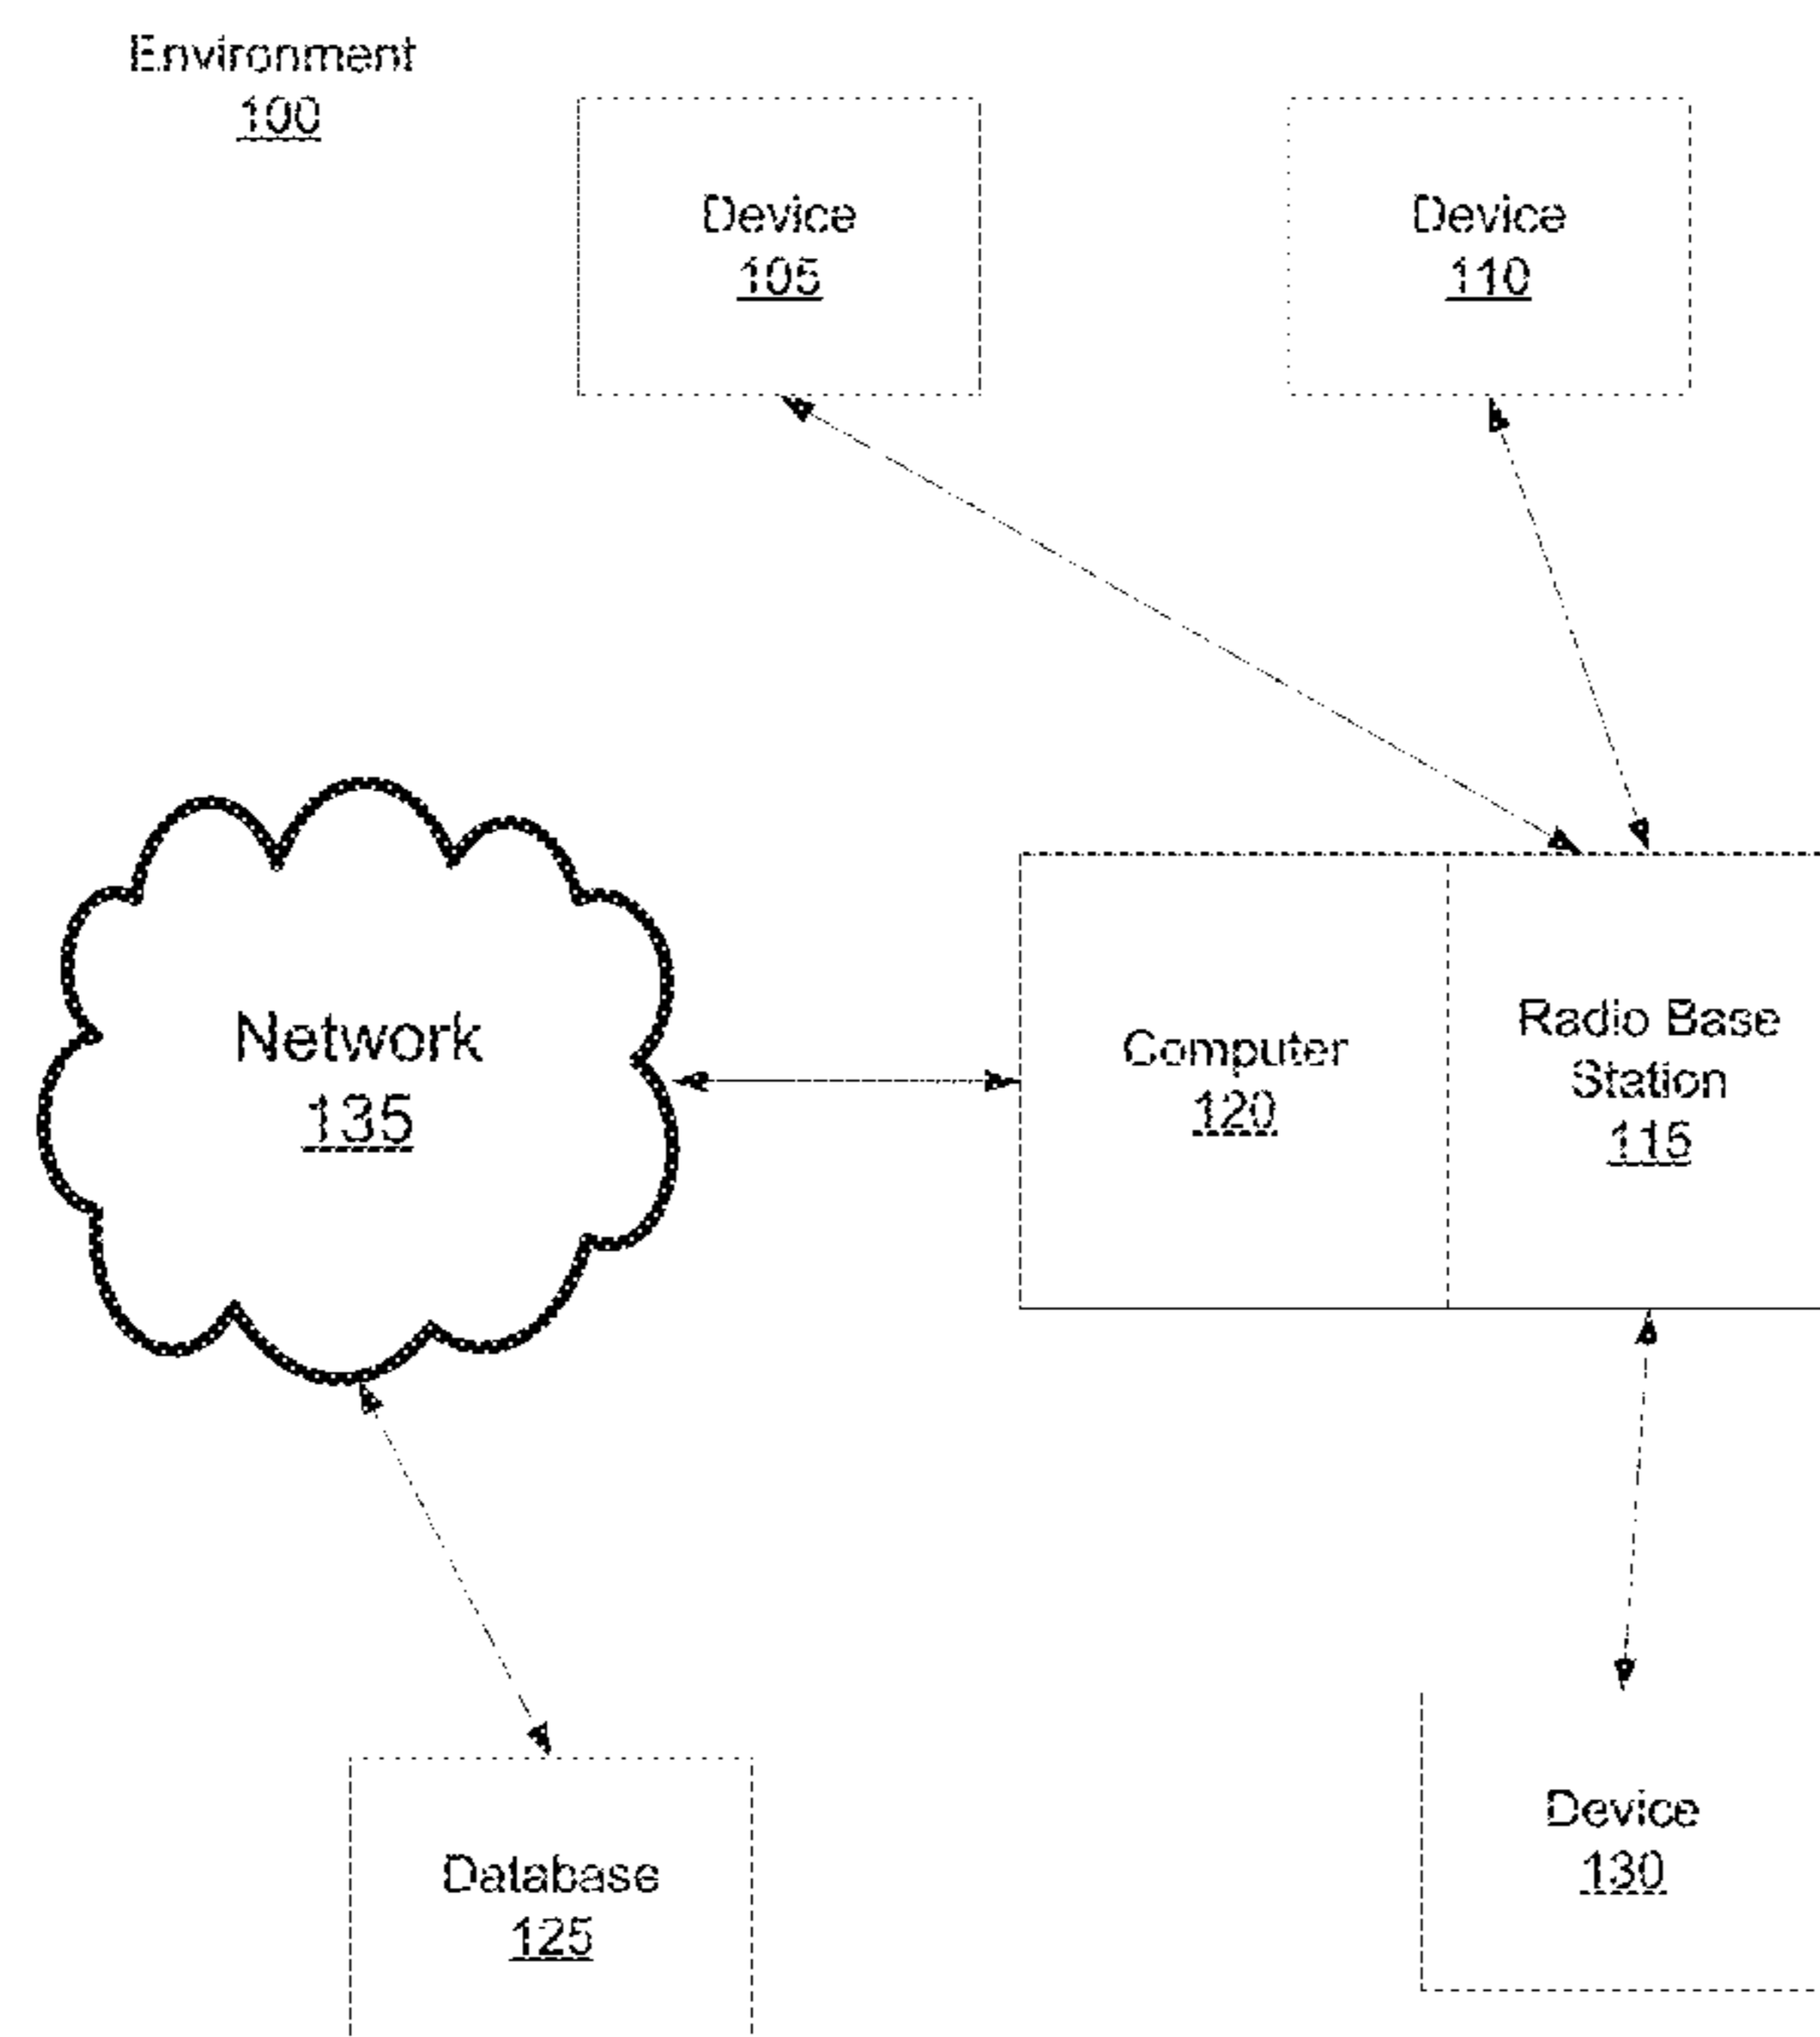 Environment
100
Device
105
Device
110
Network
135
Computer
120
Radio Base
Station
115
Database
125
Device
130